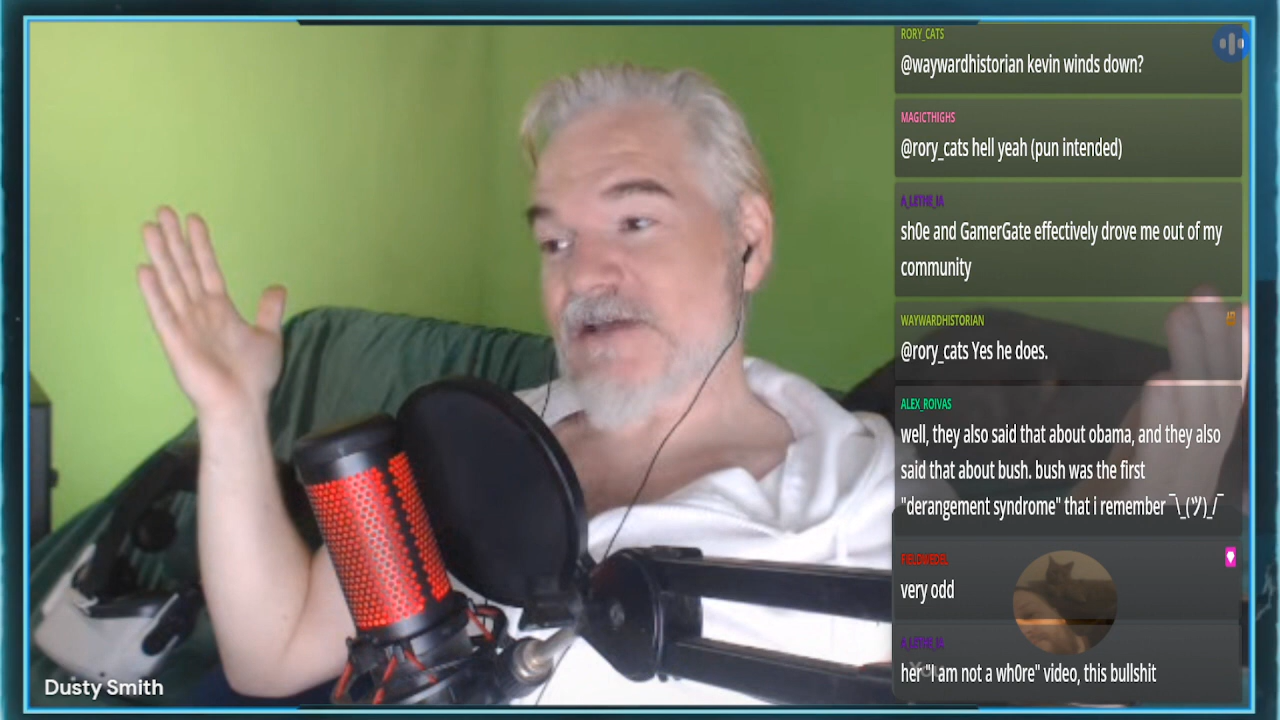 RORY_CATS
@waywardhistorian kevin winds down?
MAGICTHIGHS
@rory_cats hell yeah (pun intended)
A_LETHE_IA
sh0e and GamerGate effectively drove me out of my
community
WAYWARDHISTORIAN
@rory_cats Yes he does.
ALEX_ROIVAS
well, they also said that about obama, and they also
said that about bush. bush was the first
"derangement syndrome" that i remember ¯\_(ツ)_/¯
very odd
A_LETHE_IA
her "I am not a wh0re" video, this bullshit
Dusty Smith